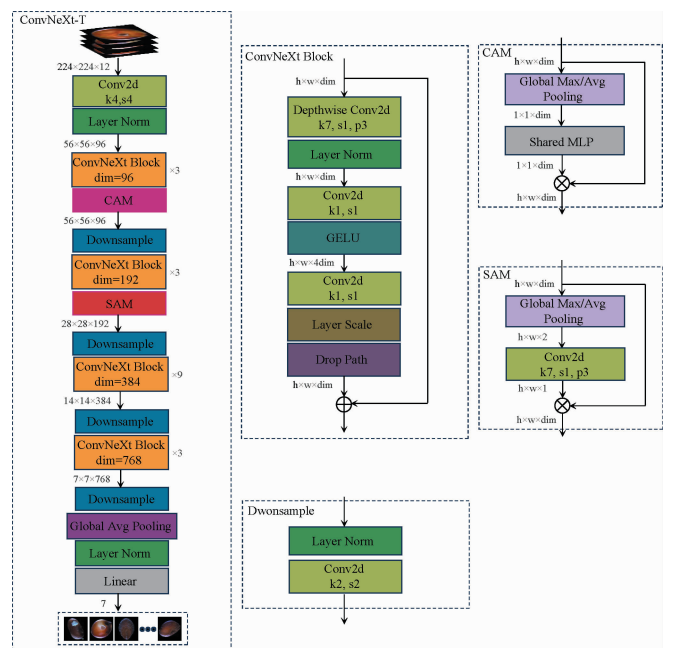 ConvNeXt-T
224×224×12
Conv2d
k4,s4
Layer Norm
56×56×96
ConvNeXt Block
dim=96
×3
CAM
56×56×96
Downsample
ConvNeXt Block
dim=192
×3
SAM
28×28×192
Downsample
ConvNeXt Block
dim=384
×9
14×14×384
Downsample
ConvNeXt Block
dim=768
×3
7×7×768
Downsample
Global Avg Pooling
Layer Norm
Linear
7
ConvNeXt Block
h×w×dim
Depthwise Conv2d
k7, s1, p3
Layer Norm
h×w×dim
Conv2d
k1, s1
GELU
h×w×4dim
Conv2d
k1, s1
Layer Scale
Drop Path
h×w×dim
Dwonsample
Layer Norm
Conv2d
k2, s2
CAM
h×w×dim
Global Max/Avg
Pooling
1×1×dim
Shared MLP
1×1×dim
h×w×dim
SAM
h×w×dim
Global Max/Avg
Pooling
h×w×2
Conv2d
k7, s1, p3
h×w×1
h×w×dim